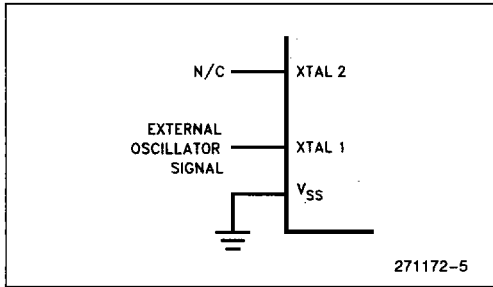 N/C XTAL 2
EXTERNAL
OSCILLATOR XTAL 1
SIGNAL
VSS
271172-5